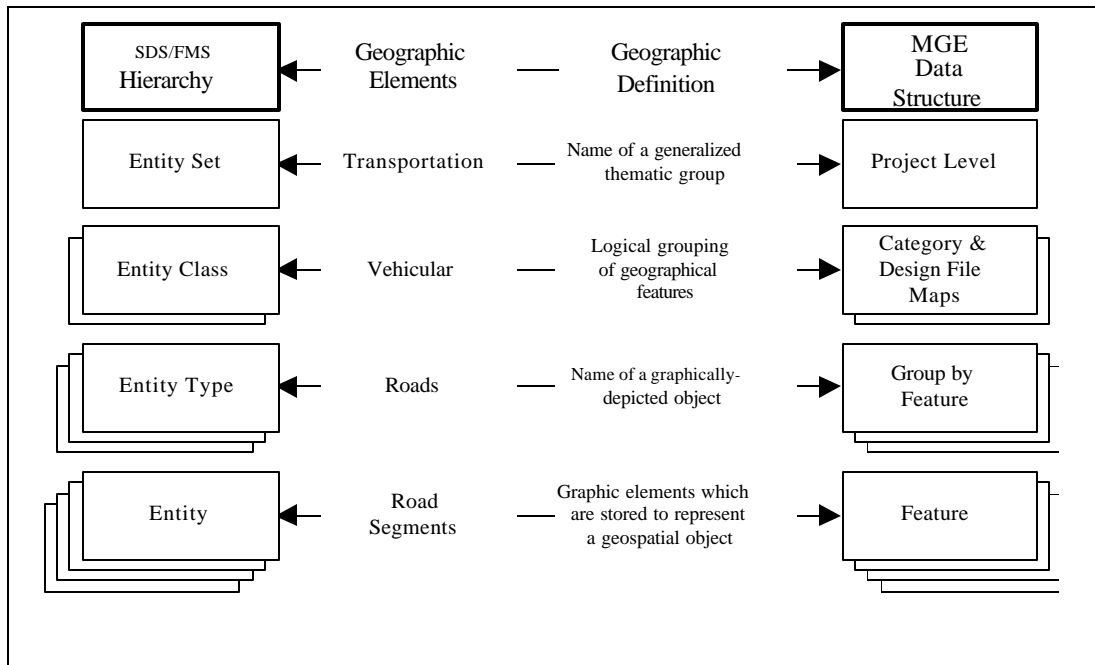 SDS/FMS
Hierarchy
Geographic
Elements
Geographic
Definition
MGE
Data
Structure
Entity Set
Transportation
Name of a generalized
thematic group
Project Level
Entity Class
Vehicular
Logical grouping
of geographical
features
Category &
Design File
Maps
Entity Type
Roads
Name of a graphically-
depicted object
Group by
Feature
Entity
Road
Segments
Graphic elements which
are stored to represent
a geospatial object
Feature